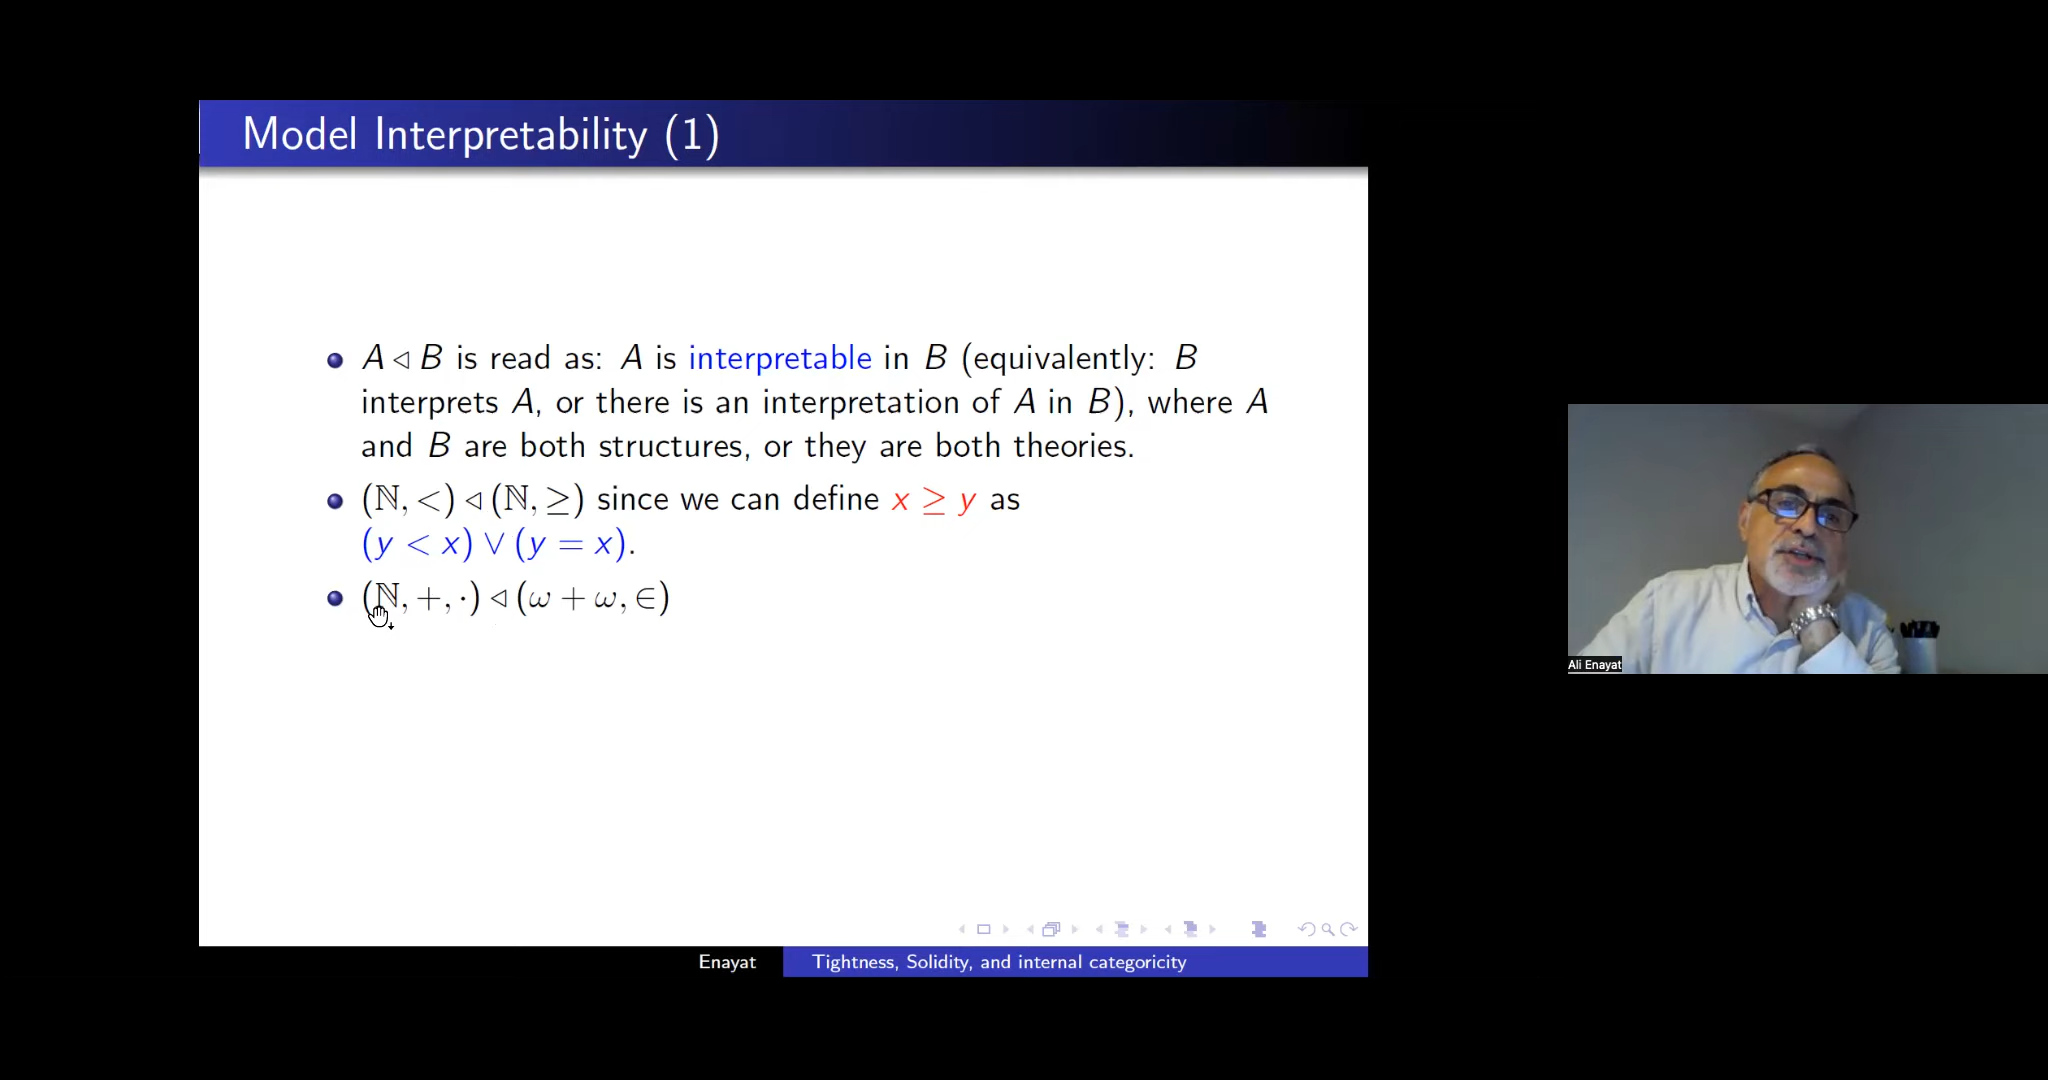 Model Interpretability (1)
A ◁ B is read as: A is interpretable in B (equivalently: B
interprets A, or there is an interpretation of A in B), where A
and B are both structures, or they are both theories.
(ℕ, <) ◁ (ℕ, ≥) since we can define x ≥ y as
(y < x) ∨ (y = x).
(ℕ, +, ·) ◁ (ω + ω, ∈)
Ali Enayat
Enayat
Tightness, Solidity, and internal categoricity